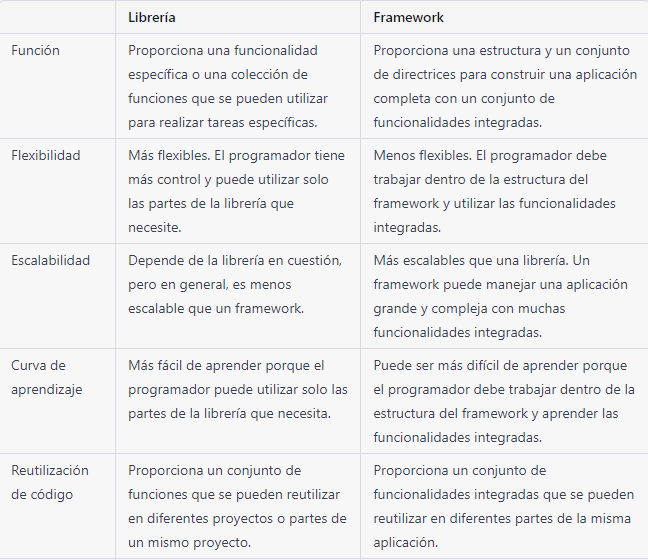 Librería
Framework
Función
Proporciona una funcionalidad
específica o una colección de
funciones que se pueden utilizar
para realizar tareas específicas.
Proporciona una estructura y un conjunto
de directrices para construir una aplicación
completa con un conjunto de
funcionalidades integradas.
Flexibilidad
Más flexibles. El programador tiene
más control y puede utilizar solo
las partes de la librería que
necesite.
Menos flexibles. El programador debe
trabajar dentro de la estructura del
framework y utilizar las funcionalidades
integradas.
Escalabilidad
Depende de la librería en cuestión,
pero en general, es menos
escalable que un framework.
Más escalables que una librería. Un
framework puede manejar una aplicación
grande y compleja con muchas
funcionalidades integradas.
Curva de
aprendizaje
Más fácil de aprender porque el
programador puede utilizar solo las
partes de la librería que necesita.
Puede ser más difícil de aprender porque
el programador debe trabajar dentro de la
estructura del framework y aprender las
funcionalidades integradas.
Reutilización
de código
Proporciona un conjunto de
funciones que se pueden reutilizar
en diferentes proyectos o partes de
un mismo proyecto.
Proporciona un conjunto de
funcionalidades integradas que se pueden
reutilizar en diferentes partes de la misma
aplicación.